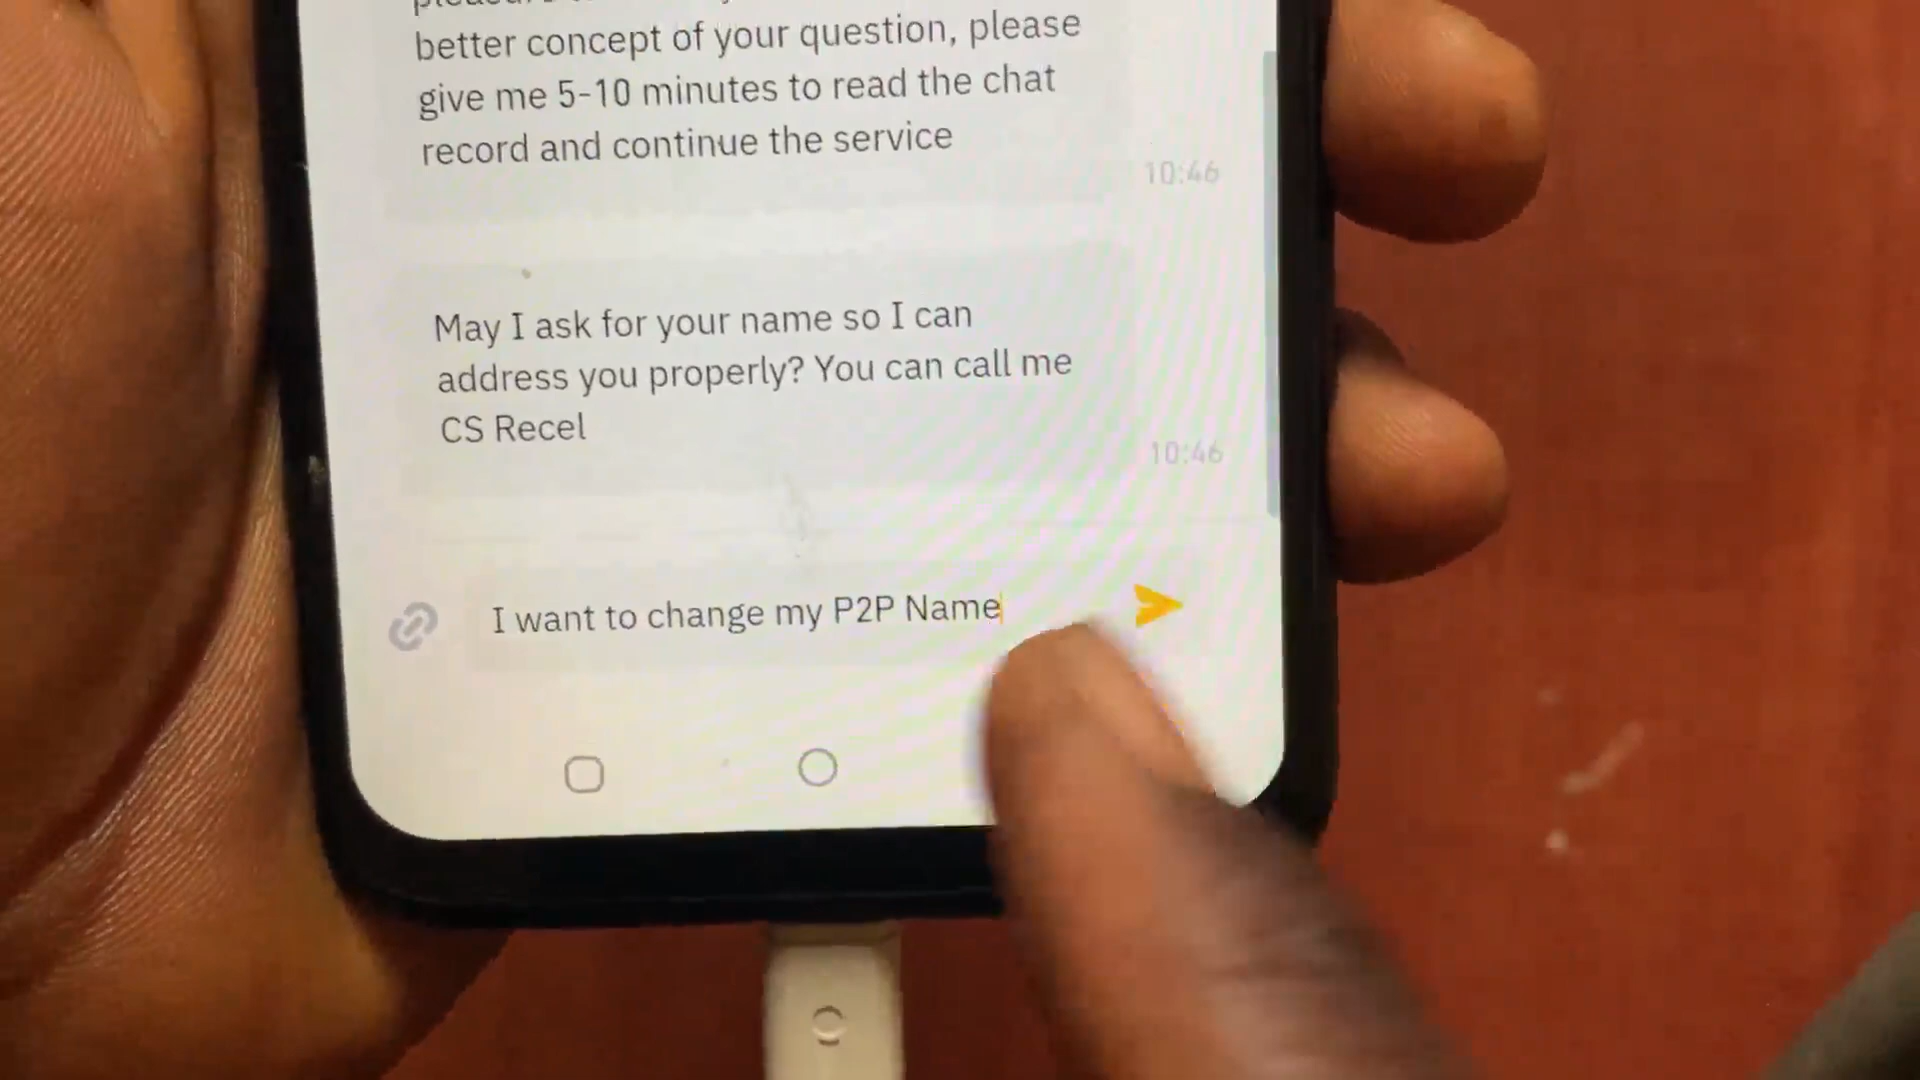 better concept of your question, please
give me 5-10 minutes to read the chat
record and continue the service
10:46
May I ask for your name so I can
address you properly? You can call me
CS Recel
10:46
I want to change my P2P Name